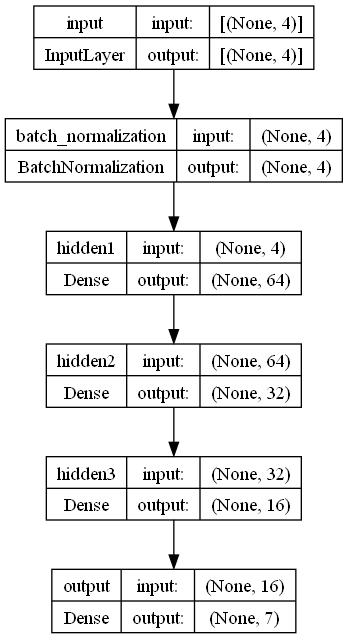 input input: [(None, 4)]
InputLayer output: [(None, 4)]
batch_normalization input: (None, 4)
BatchNormalization output: (None, 4)
hidden1 input: (None, 4)
Dense output: (None, 64)
hidden2 input: (None, 64)
Dense output: (None, 32)
hidden3 input: (None, 32)
Dense output: (None, 16)
output input: (None, 16)
Dense output: (None, 7)